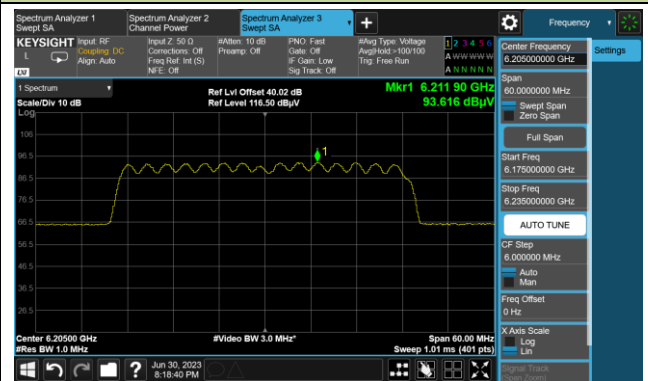 Spectrum Analyzer 1
Swept SA
Spectrum Analyzer 2
Channel Power
Spectrum Analyzer 3
Swept SA
Frequency
KEYSIGHT
L
LXI
Input: RF
Coupling: DC
Align: Auto
Input Z: 50 Ω
Corrections: Off
Freq Ref: Int (S)
NFE: Off
#Atten: 10 dB
Preamp: Off
PNO: Fast
Gate: Off
IF Gain: Low
Sig Track: Off
#Avg Type: Voltage
Avg|Hold:>100/100
Trig: Free Run
1 2 3 4 5 6
A W W W W W
A N N N N N
1 Spectrum
Scale/Div 10 dB
Log
Ref Lvl Offset 40.02 dB
Ref Level 116.50 dBµV
Mkr1 6.211 90 GHz
93.616 dBµV
1
106
96.5
86.5
76.5
66.5
56.5
46.5
36.5
26.5
Center 6.20500 GHz
#Res BW 1.0 MHz
#Video BW 3.0 MHz*
Span 60.00 MHz
Sweep 1.01 ms (401 pts)
?
Jun 30, 2023
8:18:40 PM
Center Frequency
6.205000000 GHz
Span
60.0000000 MHz
Swept Span
Zero Span
Full Span
Start Freq
6.175000000 GHz
Stop Freq
6.235000000 GHz
AUTO TUNE
CF Step
6.000000 MHz
Auto
Man
Freq Offset
0 Hz
X Axis Scale
Log
Lin
Signal Track
(Span Zoom)
Settings